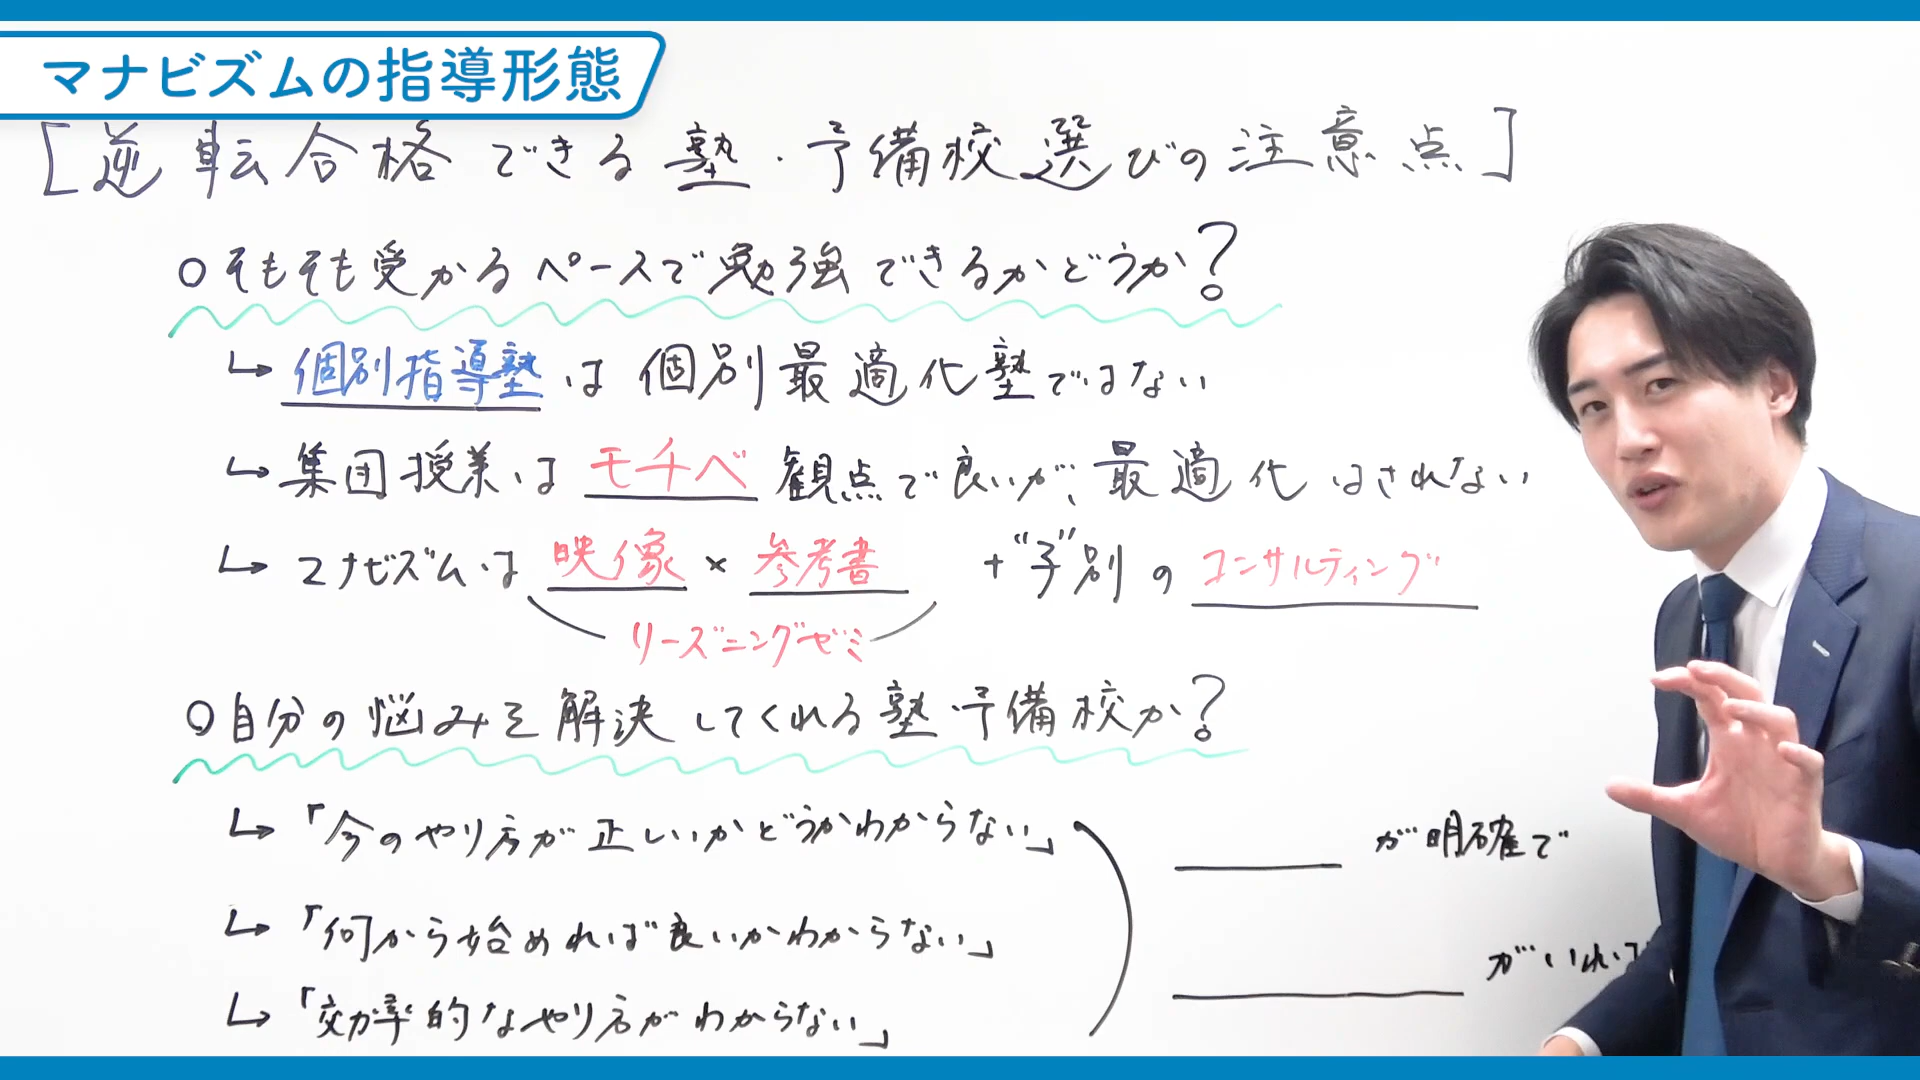 マナビズムの指導形態
[逆転合格できる塾・予備校選びの注意点]
○そもそも受かるペースで勉強できるかどうか?
↳個別指導塾は個別最適化塾ではない
↳集団授業はモチベ観点で良いが、最適化はされない
↳マナビズムは映像×参考書 +"子"別のコンサルティング
リーズニングゼミ
○自分の悩みを解決してくれる塾・予備校か?
↳「今のやり方が正しいかどうかわからない」
が明確で
↳「何から始めれば良いかわからない」
がいれ
↳「効率的なやり方がわからない」